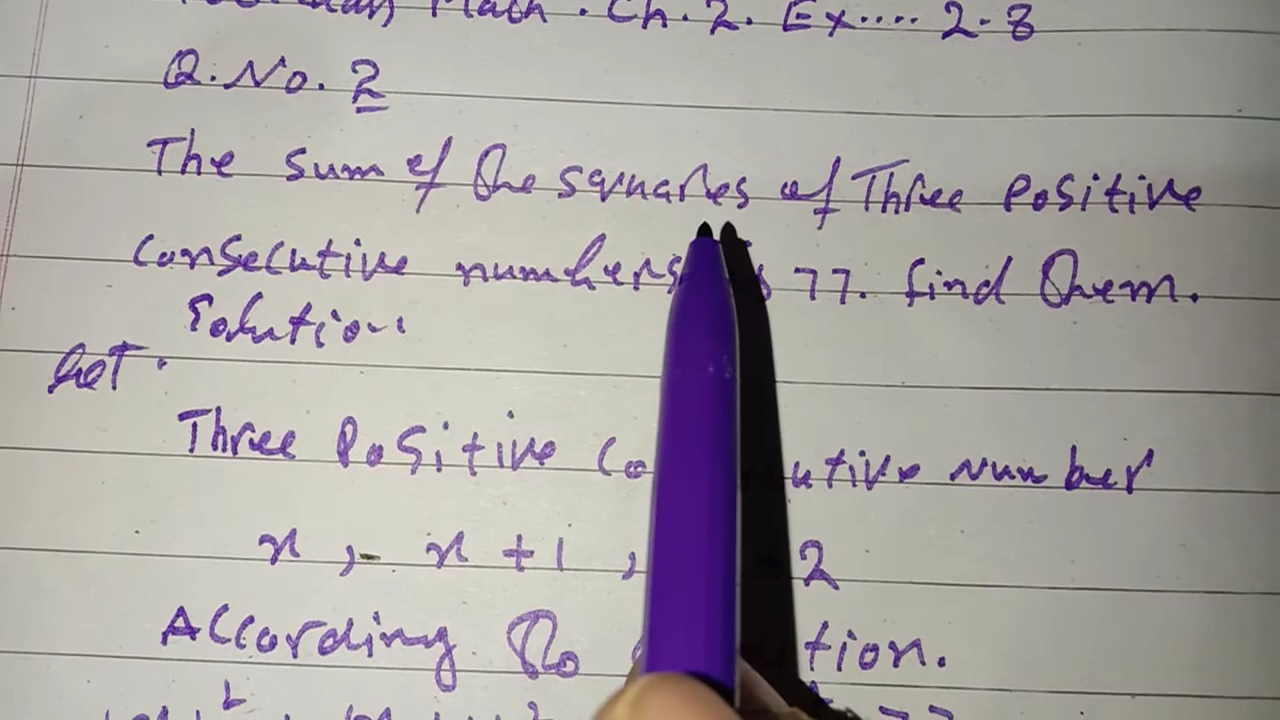 Math. Ch. 2. Ex.... 2.8
Q. No. 2
The sum of the squares of Three Positive
Consecutive numbers 77. find them.
Solution:
Let.
Three Positive Number
x, x + 1, 2
According To tion.